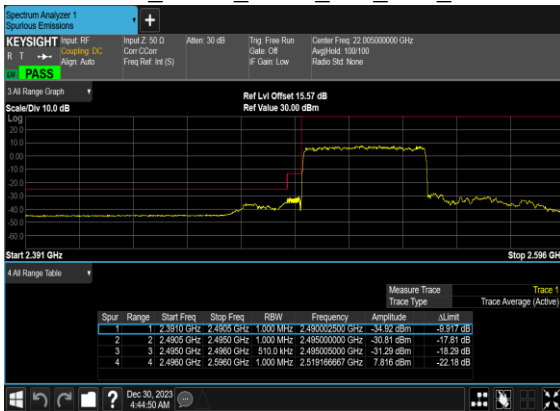 Spectrum Analyzer 1
Spurious Emissions
KEYSIGHT Input: RF Input Z: 50 Ω Atten: 30 dB Trig: Free Run Center Freq: 22.005000000 GHz
R T Coupling: DC Corr CCorr Gate: Off Avg|Hold: 100/100
Align: Auto Freq Ref: Int (S) IF Gain: Low Radio Std: None
PASS
3 All Range Graph
Ref Lvl Offset 15.57 dB
Scale/Div 10.0 dB Ref Value 30.00 dBm
Log
20.0
10.0
0.00
-10.0
-20.0
-30.0
-40.0
-50.0
-60.0
Start 2.391 GHz Stop 2.596 GH
4 All Range Table
Measure Trace Trace 1
Trace Type Trace Average (Active)
Spur Range Start Freq Stop Freq RBW Frequency Amplitude ΔLimit
1 1 2.3910 GHz 2.4905 GHz 1.000 MHz 2.490002500 GHz -34.92 dBm -9.917 dB
2 2 2.4905 GHz 2.4950 GHz 1.000 MHz 2.494005000 GHz -30.81 dBm -17.81 dB
3 3 2.4950 GHz 2.4960 GHz 510.0 kHz 2.495005000 GHz -31.29 dBm -18.29 dB
4 4 2.4960 GHz 2.5960 GHz 1.000 MHz 2.519166667 GHz 7.816 dBm -22.18 dB
Dec 30, 2023
4:44:50 AM